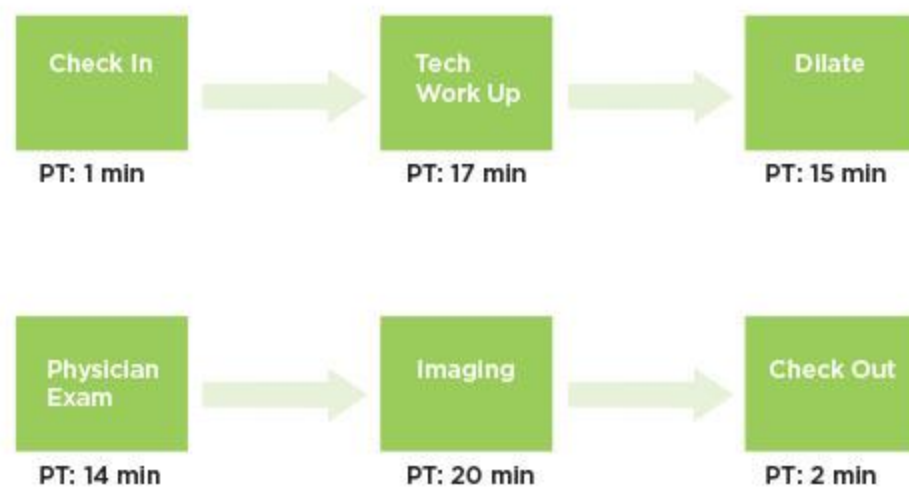 Check In
Tech
Work Up
Dilate
PT: 1 min
PT: 17 min
PT: 15 min
Physician
Exam
Imaging
Check Out
PT: 14 min
PT: 20 min
PT: 2 min